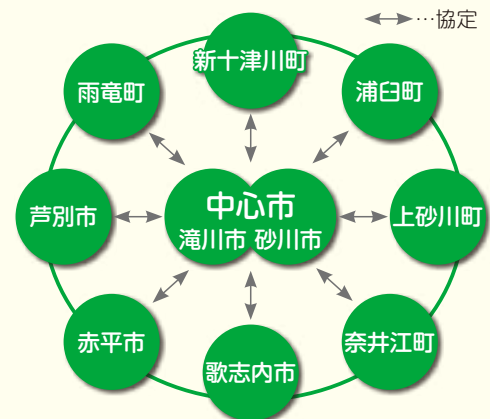 …協定
新十津川町
雨竜町
浦臼町
中心市
滝川市 砂川市
芦別市
上砂川町
赤平市
奈井江町
歌志内市